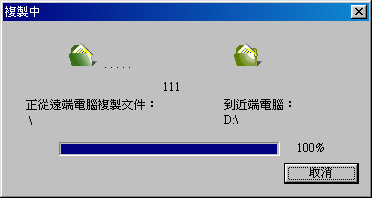 複製中
.....
111
正從遠端電腦複製文件：
\
到近端電腦：
D:\
100%
取消